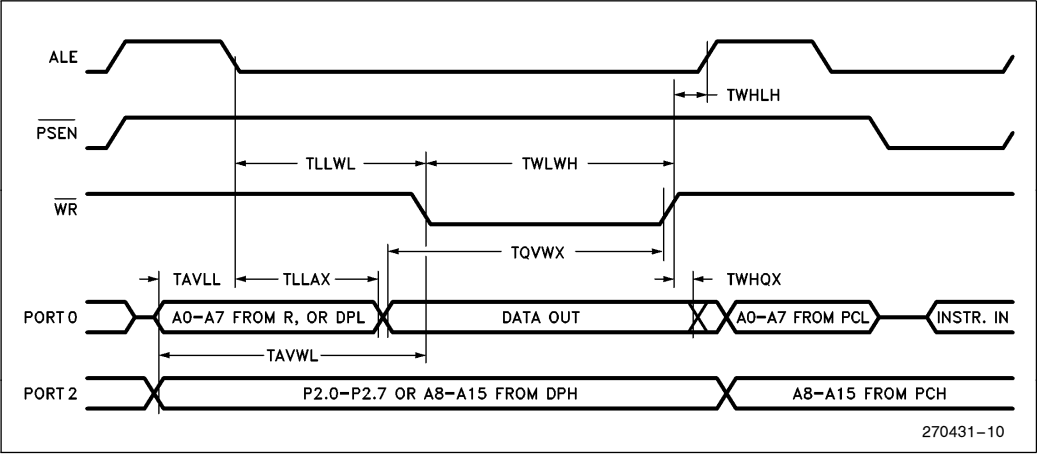 ALE
TWHLH
PSEN
TLLWL
TWLWH
WR
TQVWX
TAVLL
TLLAX
TWHQX
PORT 0
A0–A7 FROM R, OR DPL
DATA OUT
A0–A7 FROM PCL
INSTR. IN
TAVWL
PORT 2
P2.0–P2.7 OR A8–A15 FROM DPH
A8–A15 FROM PCH
270431–10